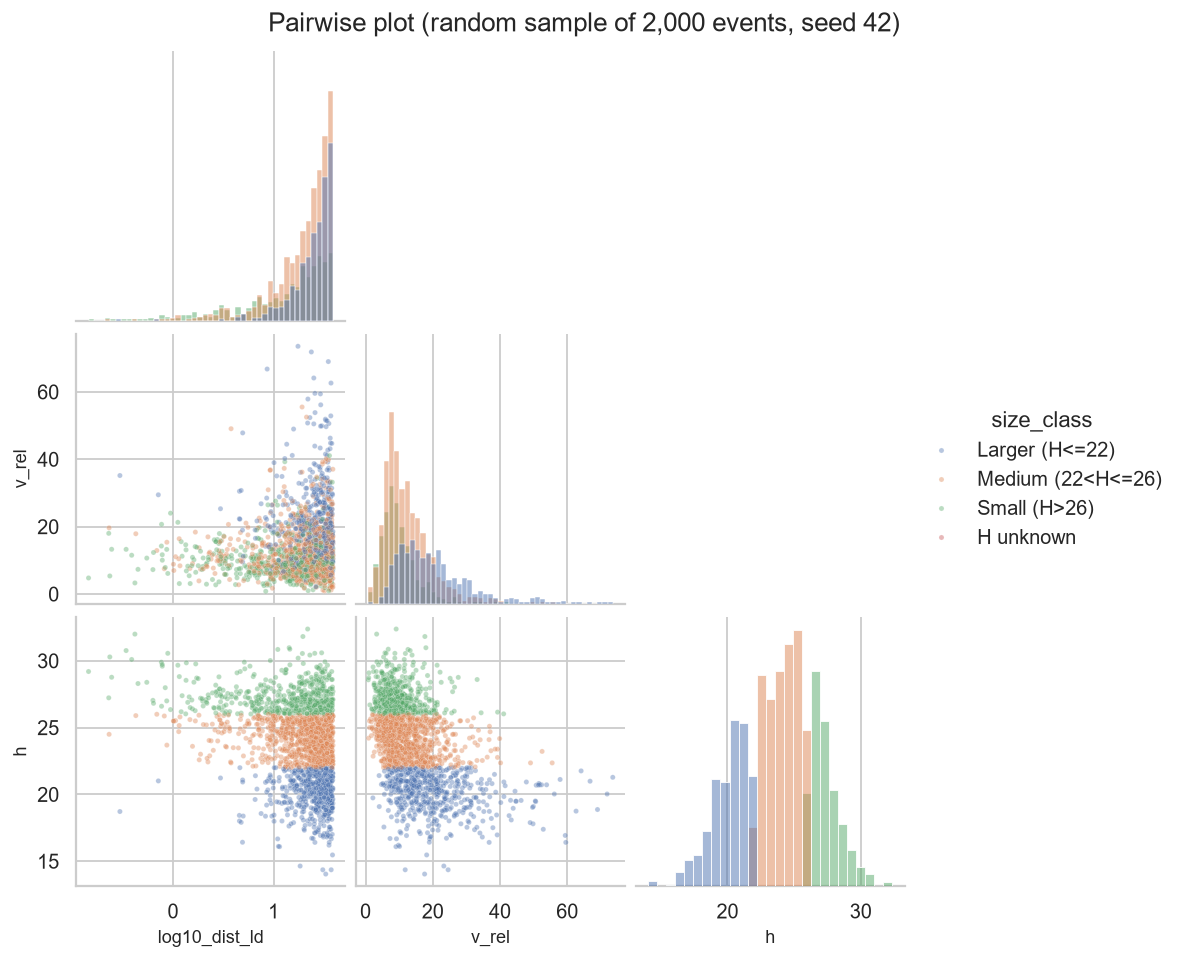 Pairwise plot (random sample of 2,000 events, seed 42)
60
40
20
0
v_rel
size_class
Larger (H<=22)
Medium (22<H<=26)
Small (H>26)
H unknown
30
25
20
15
h
0 1
log10_dist_ld
0 20 40 60
v_rel
20 30
h